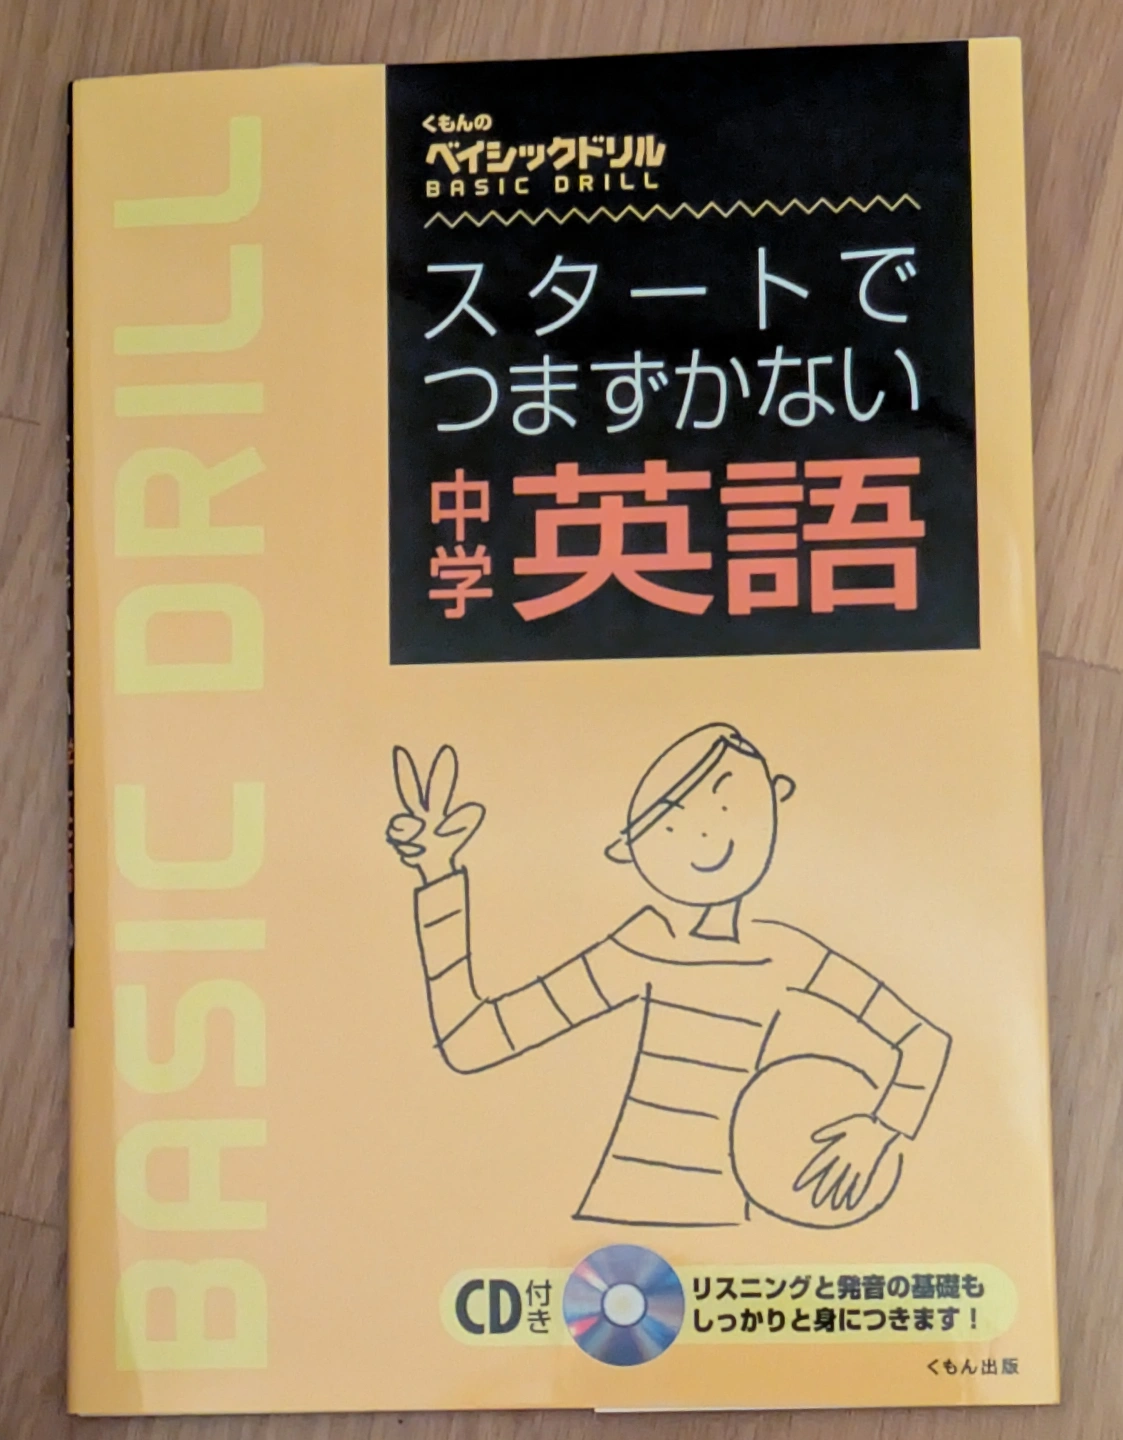 くもんの
ベイシックドリル
BASIC DRILL
スタートで
つまずかない
中学 英語
BASIC DRILL
CD付き
リスニングと発音の基礎も
しっかりと身につきます!
くもん出版